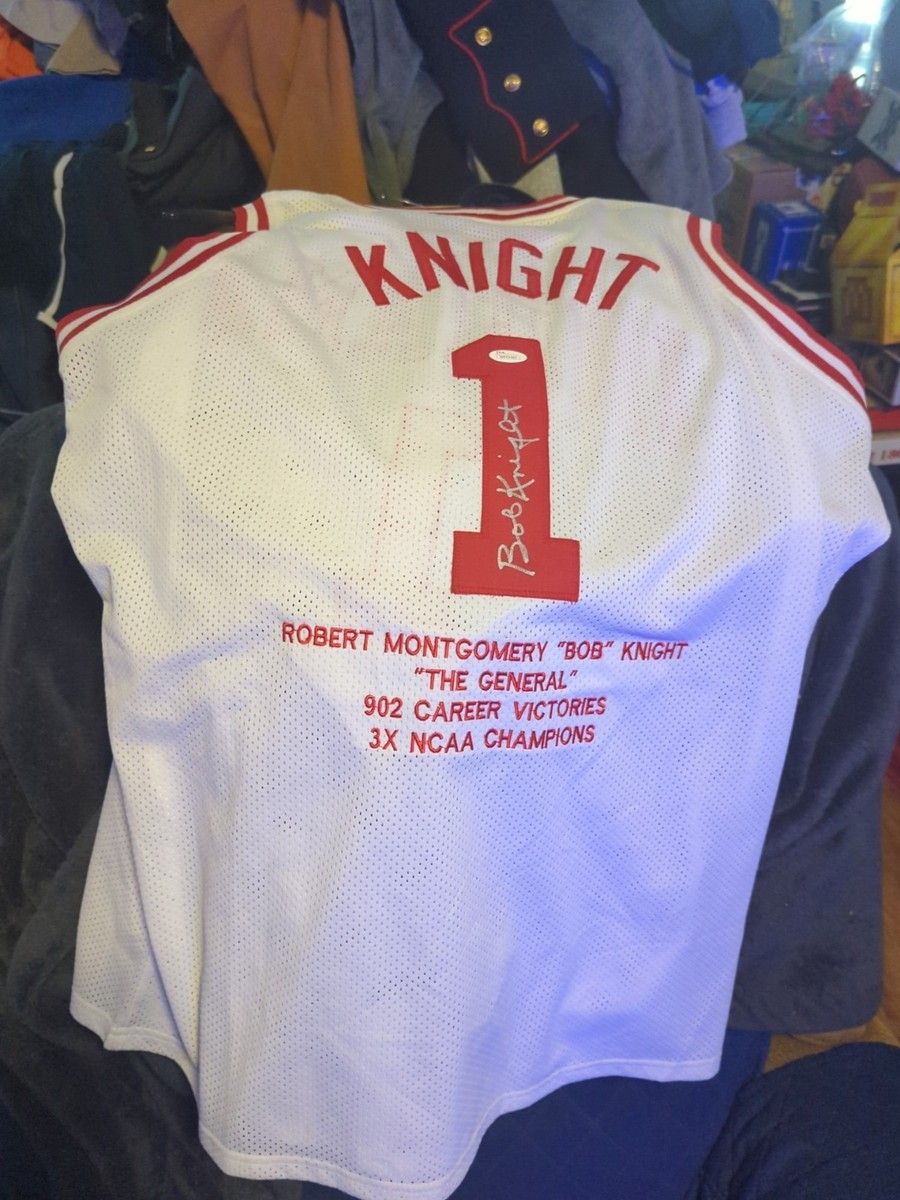 KNIGHT
1
Bob Knight
ROBERT MONTGOMERY "BOB" KNIGHT
"THE GENERAL"
902 CAREER VICTORIES
3X NCAA CHAMPIONS